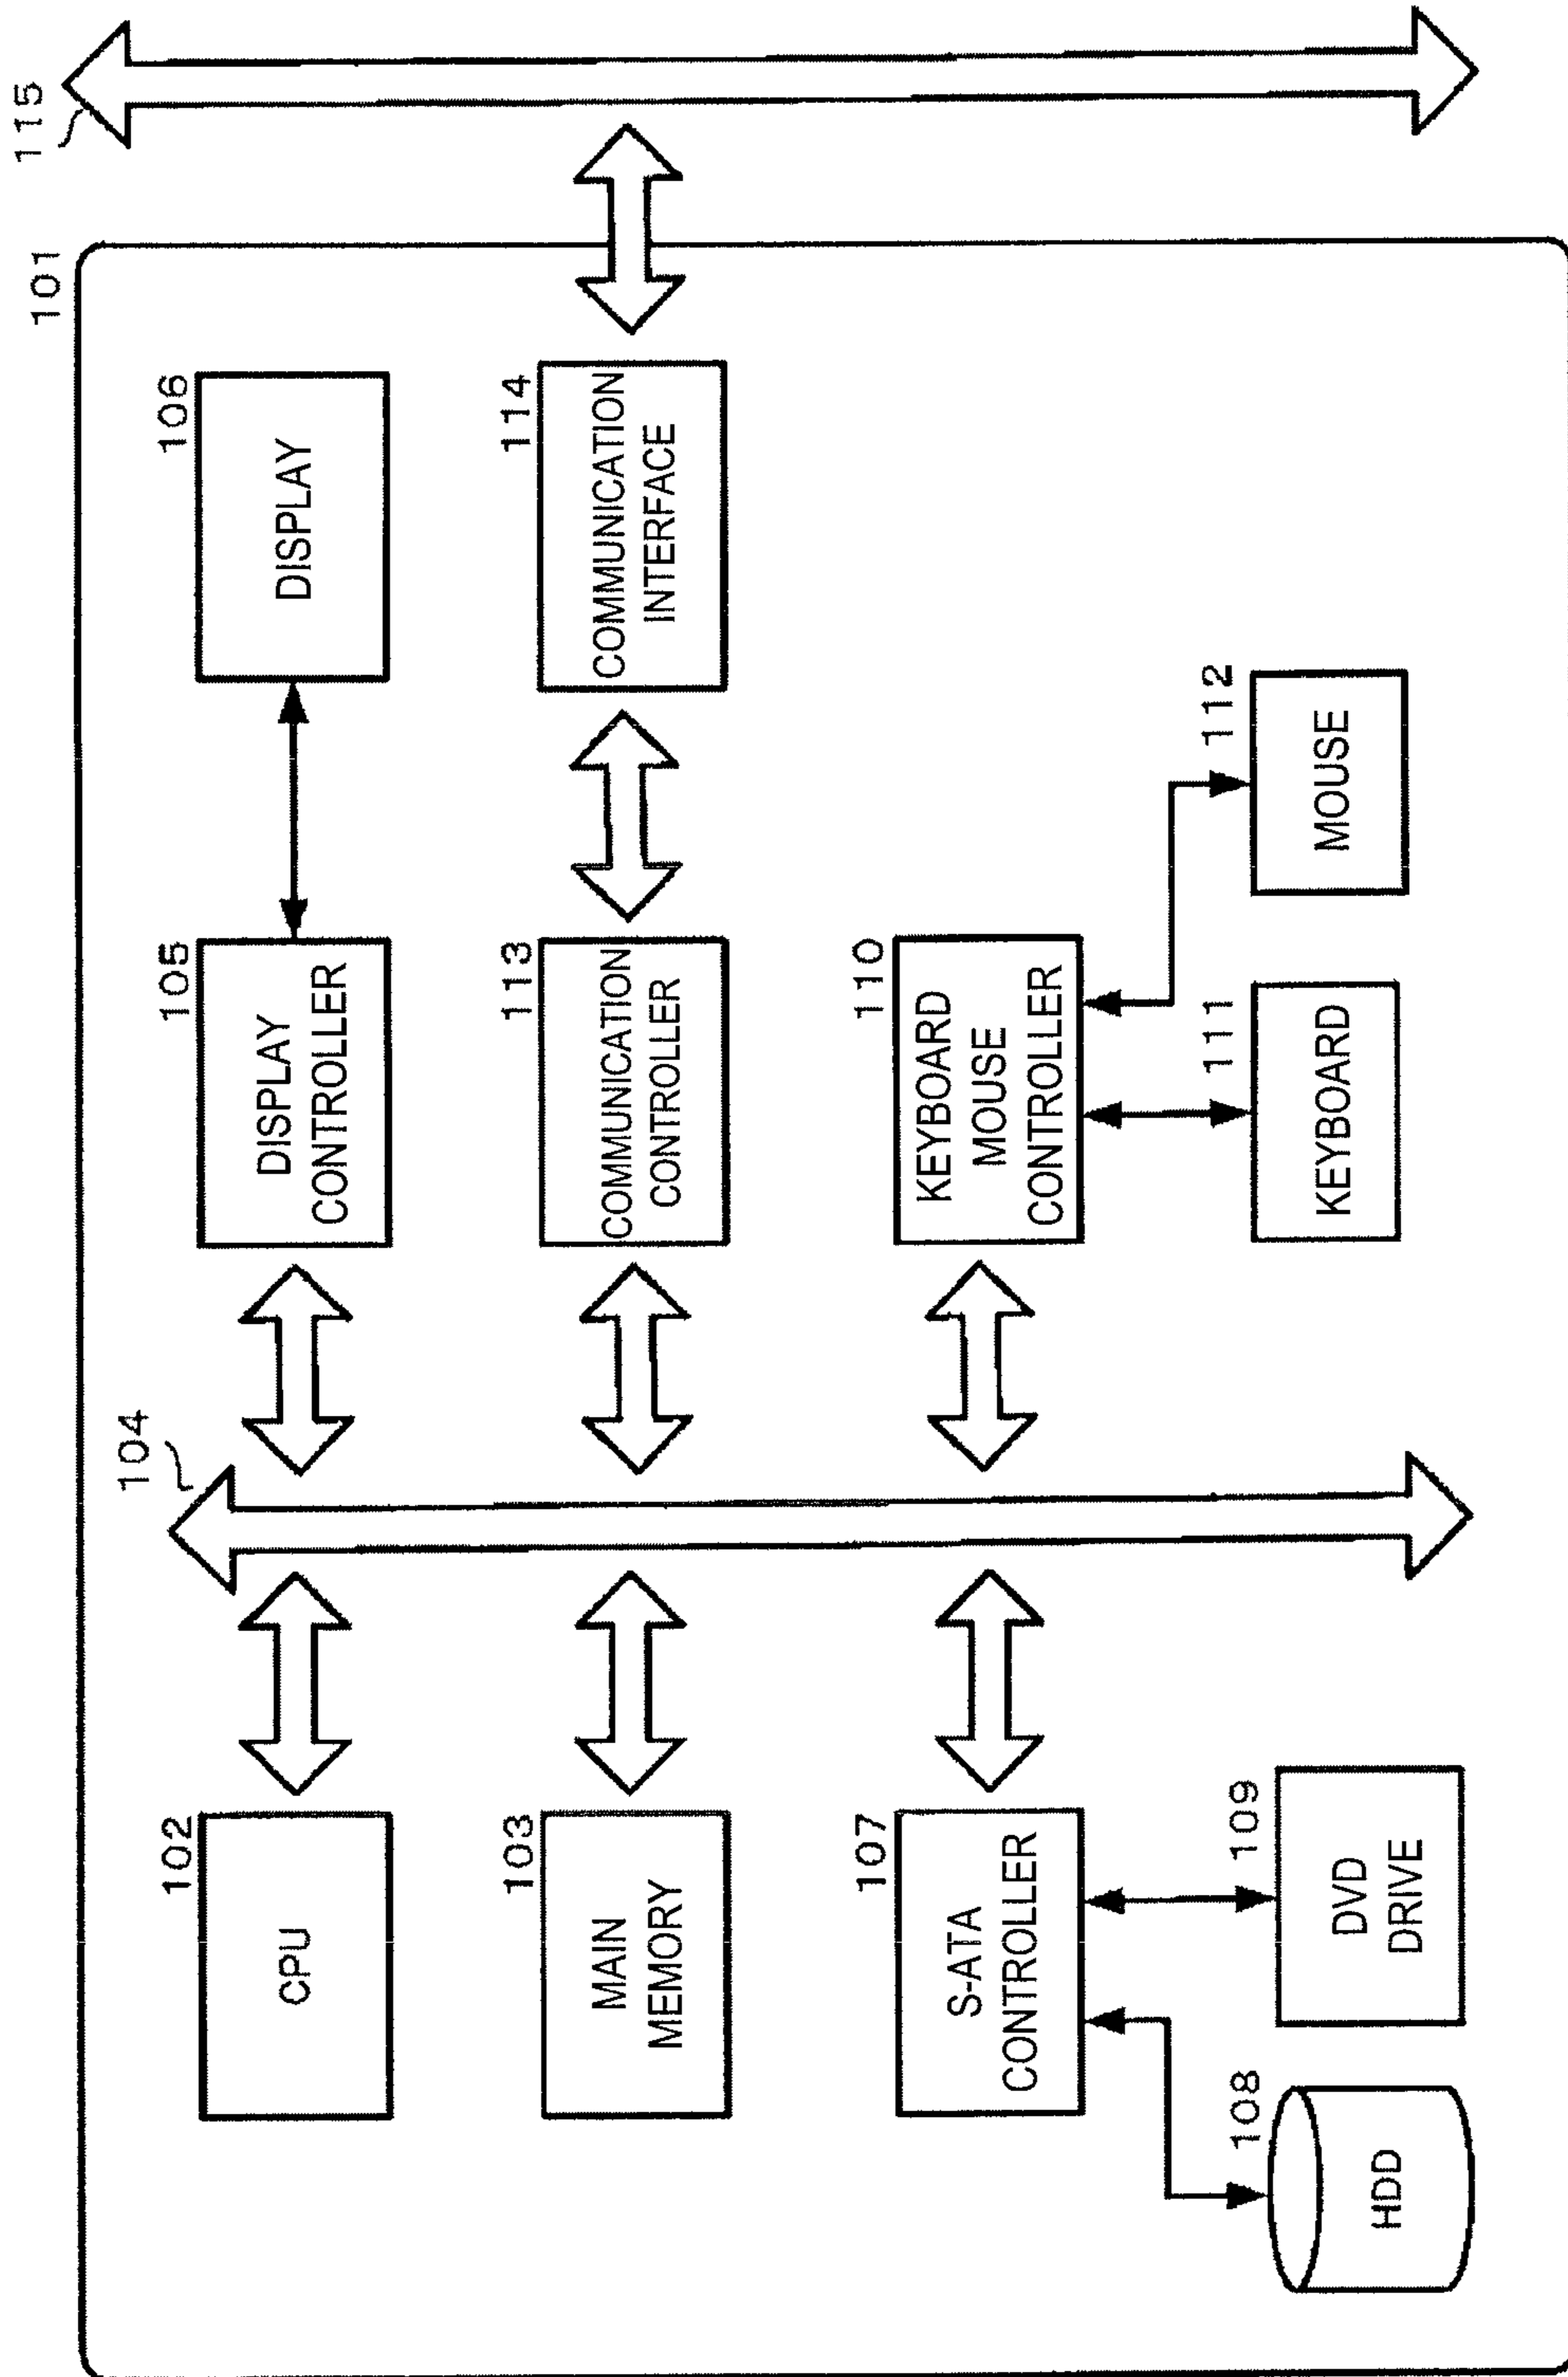 101
115
104
102
CPU
105
DISPLAY
CONTROLLER
106
DISPLAY
103
MAIN
MEMORY
113
COMMUNICATION
CONTROLLER
114
COMMUNICATION
INTERFACE
107
S-ATA
CONTROLLER
110
KEYBOARD
MOUSE
CONTROLLER
108
HDD
109
DVD
DRIVE
111
KEYBOARD
112
MOUSE